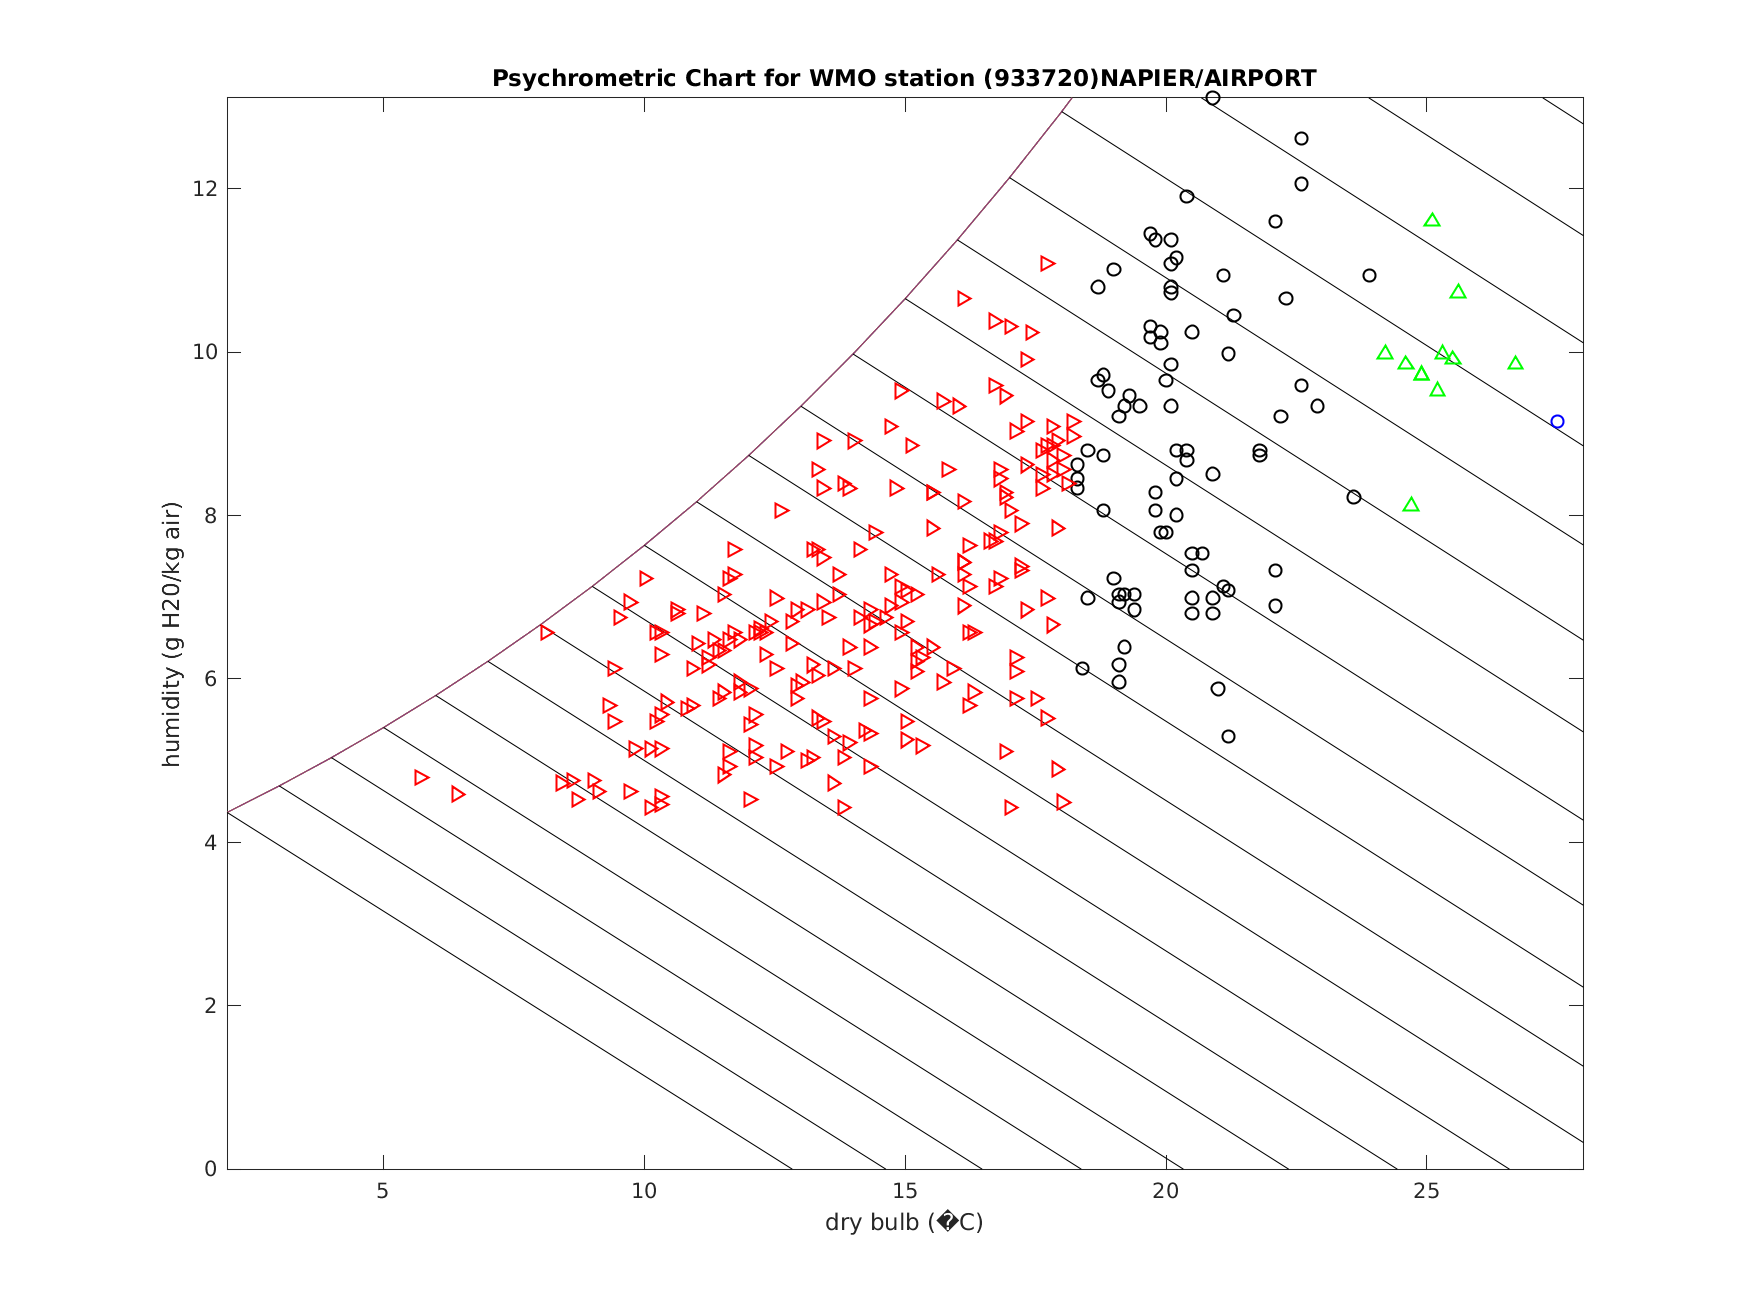 Psychrometric Chart for WMO station (933720)NAPIER/AIRPORT
12
10
8
6
4
2
0
humidity (g H20/kg air)
5 10 15 20 25
dry bulb (�C)